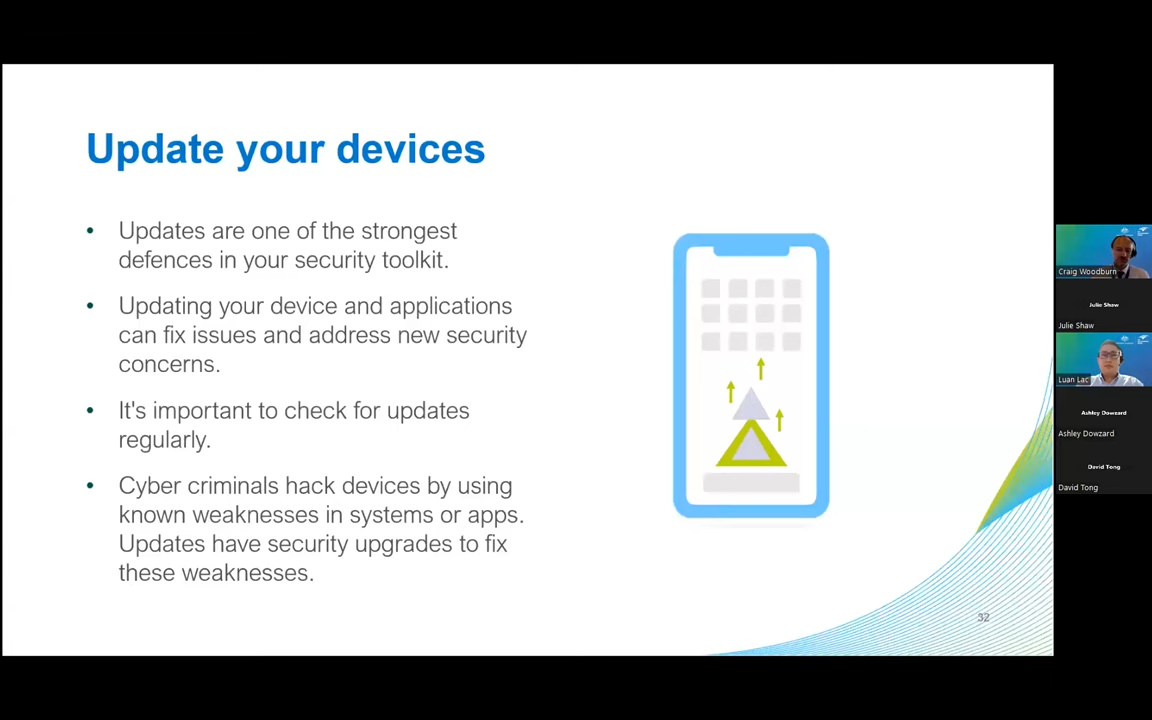 Update your devices
• Updates are one of the strongest
defences in your security toolkit.
• Updating your device and applications
can fix issues and address new security
concerns.
• It's important to check for updates
regularly.
• Cyber criminals hack devices by using
known weaknesses in systems or apps.
Updates have security upgrades to fix
these weaknesses.
32
Craig Woodburn
Julie Shaw
Julie Shaw
Luan Lac
Ashley Dowzard
Ashley Dowzard
David Tong
David Tong